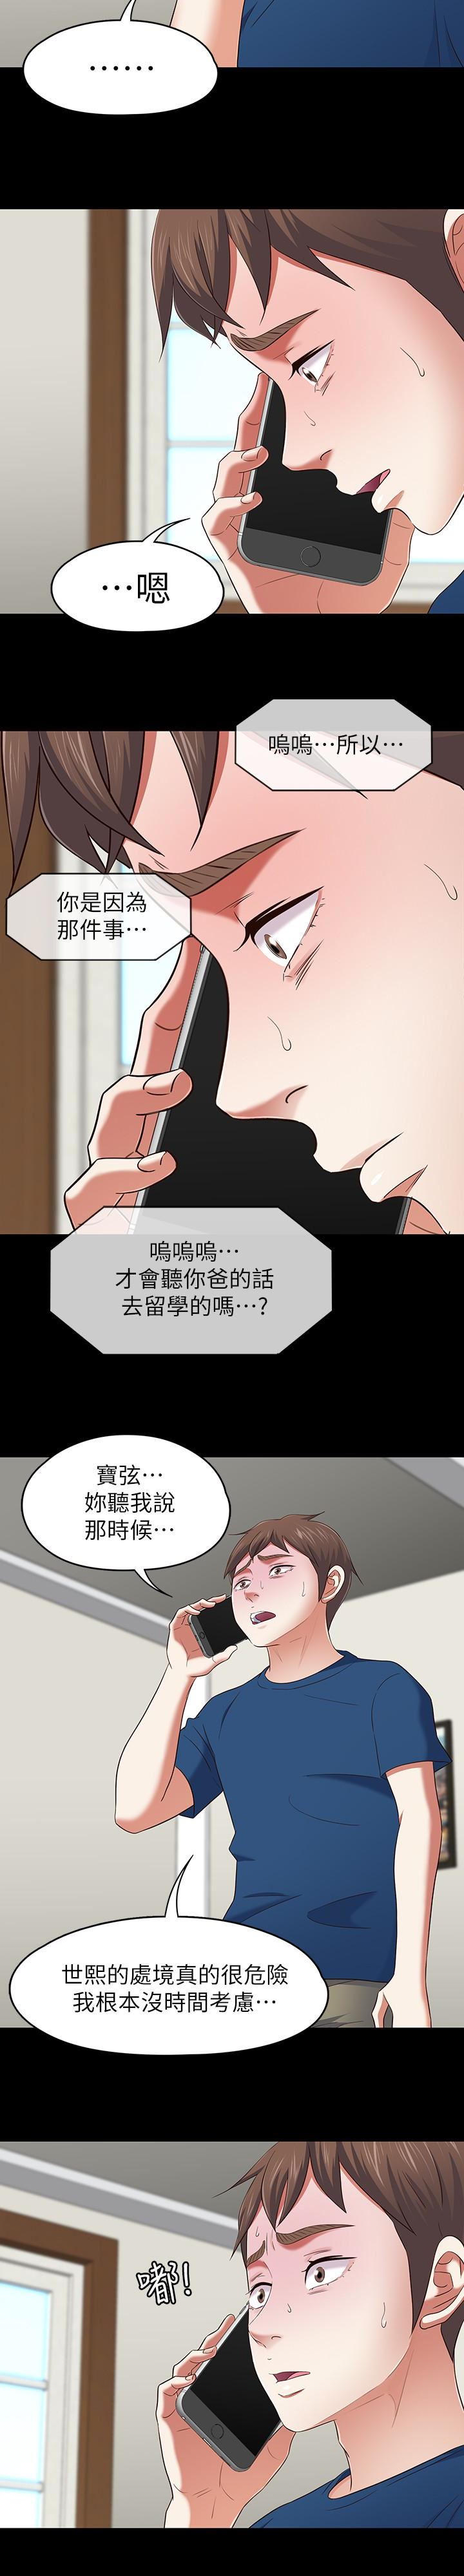 ……
…嗯
嗚嗚…所以…
你是因為
那件事…
嗚嗚嗚…
才會聽你爸的話
去留學的嗎…?
寶弦…
妳聽我說
那時候…
世熙的處境真的很危險
我根本沒時間考慮…
嘟!